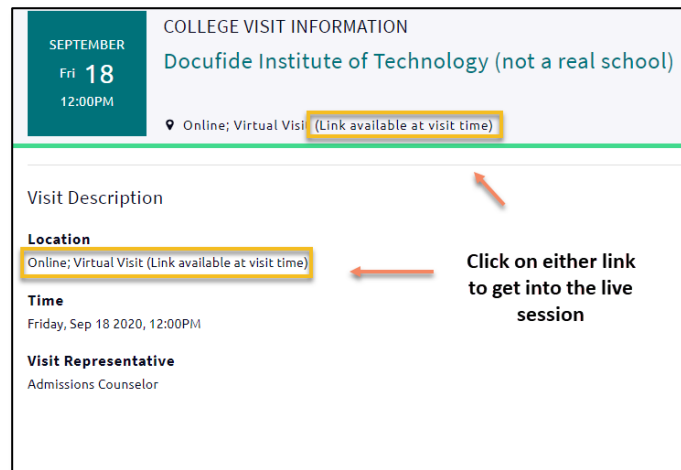 SEPTEMBER
Fri 18
12:00PM
COLLEGE VISIT INFORMATION
Docufide Institute of Technology (not a real school)
Online; Virtual Visi (Link available at visit time)
Visit Description
Location
Online; Virtual Visit (Link available at visit time)
Time
Friday, Sep 18 2020, 12:00PM
Visit Representative
Admissions Counselor
Click on either link
to get into the live
session